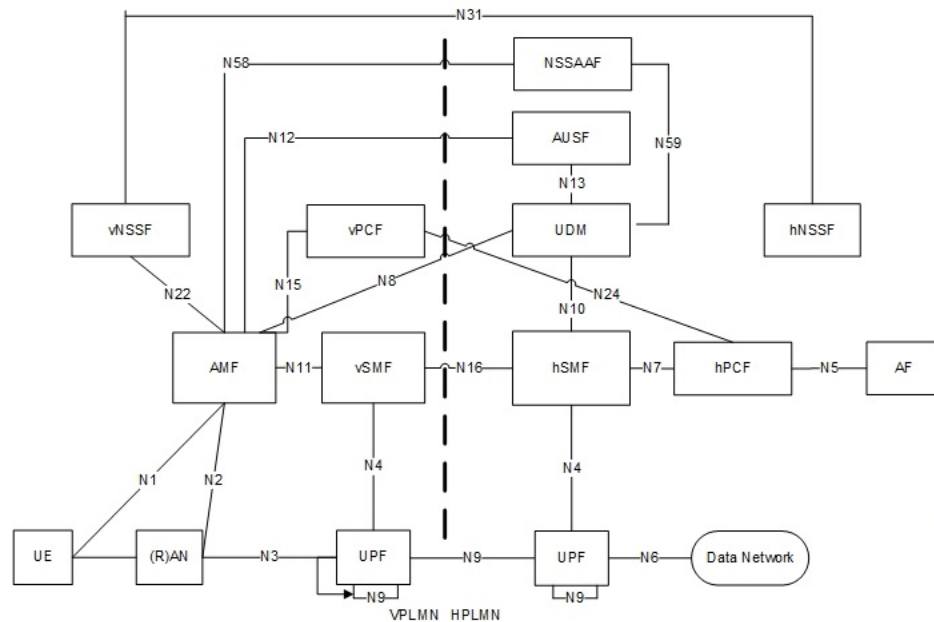 N31
N58
NSSAAF
N12
AUSF
N59
N13
vNSSF
vPCF
UDM
hNSSF
N22
N15
N8
N24
N10
AMF
N11
vSMF
N16
hSMF
N7
hPCF
N5
AF
N1
N2
N4
N4
UE
(R)AN
N3
UPF
N9
UPF
N6
Data Network
N9
N9
VPLMN HPLMN